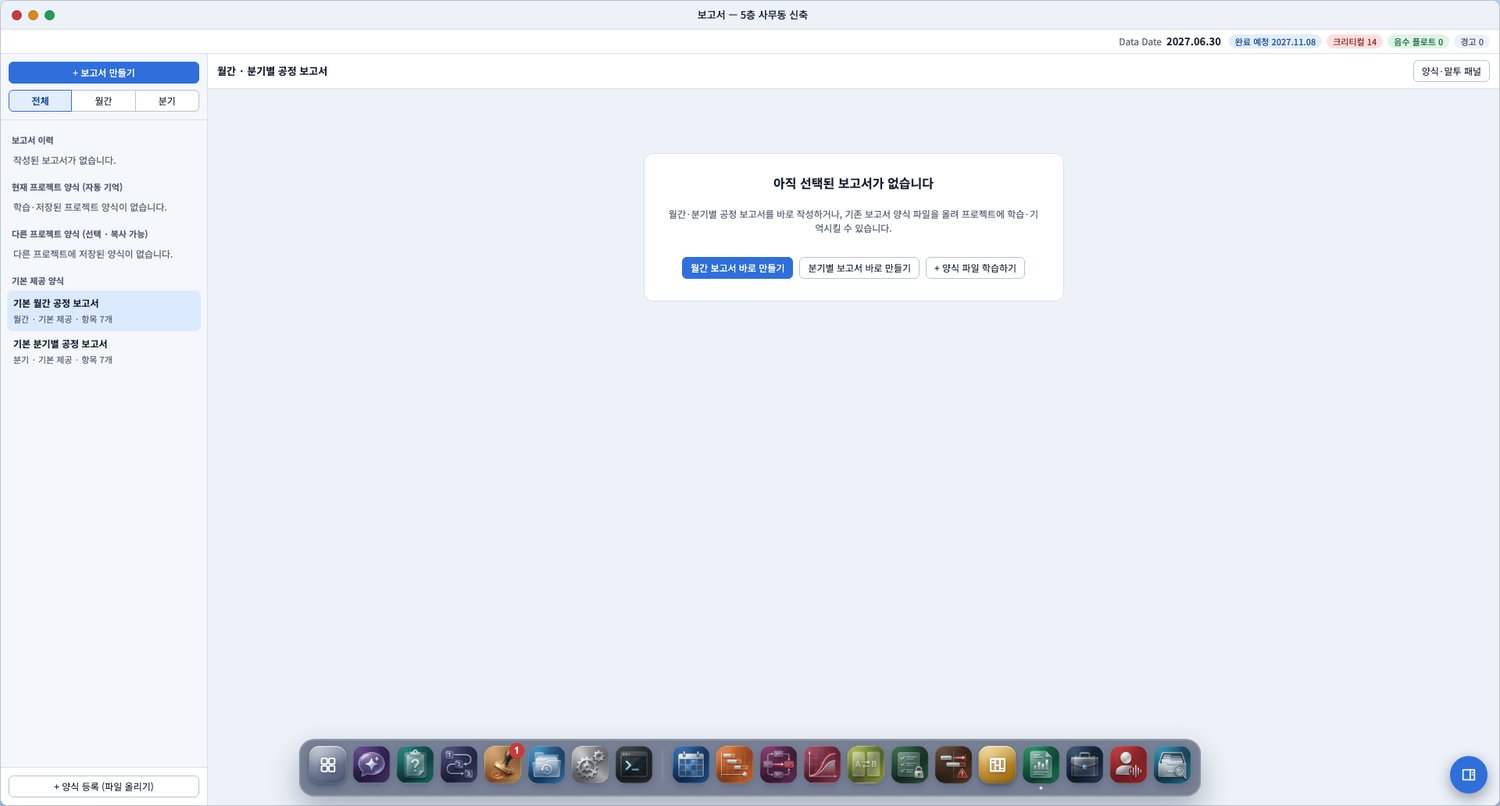 보고서 — 5층 사무동 신축
Data Date 2027.06.30 완료 예정 2027.11.08 크리티컬 14 음수 플로트 0 경고 0
+ 보고서 만들기
전체 월간 분기
월간 · 분기별 공정 보고서
양식·말투 패널
보고서 이력
작성된 보고서가 없습니다.
현재 프로젝트 양식 (자동 기억)
학습·저장된 프로젝트 양식이 없습니다.
다른 프로젝트 양식 (선택 · 복사 가능)
다른 프로젝트에 저장된 양식이 없습니다.
기본 제공 양식
기본 월간 공정 보고서
월간 · 기본 제공 · 항목 7개
기본 분기별 공정 보고서
분기 · 기본 제공 · 항목 7개
아직 선택된 보고서가 없습니다
월간·분기별 공정 보고서를 바로 작성하거나, 기존 보고서 양식 파일을 올려 프로젝트에 학습·기
억시킬 수 있습니다.
월간 보고서 바로 만들기 분기별 보고서 바로 만들기 + 양식 파일 학습하기
+ 양식 등록 (파일 올리기)
1
A B